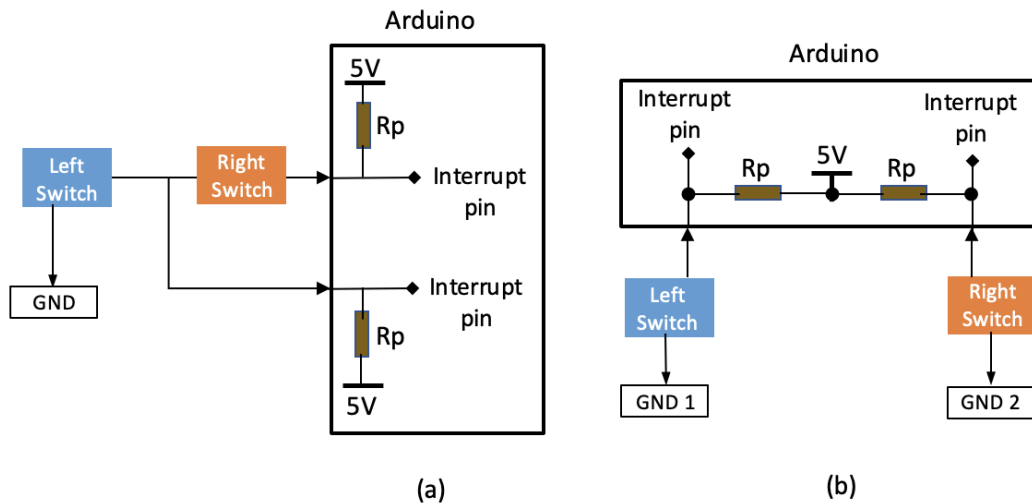 Arduino
5V
Rp
Left
Switch
Right
Switch
Interrupt
pin
GND
Interrupt
pin
Rp
5V
(a)
Arduino
Interrupt
pin
Interrupt
pin
5V
Rp
Rp
Left
Switch
Right
Switch
GND 1
GND 2
(b)